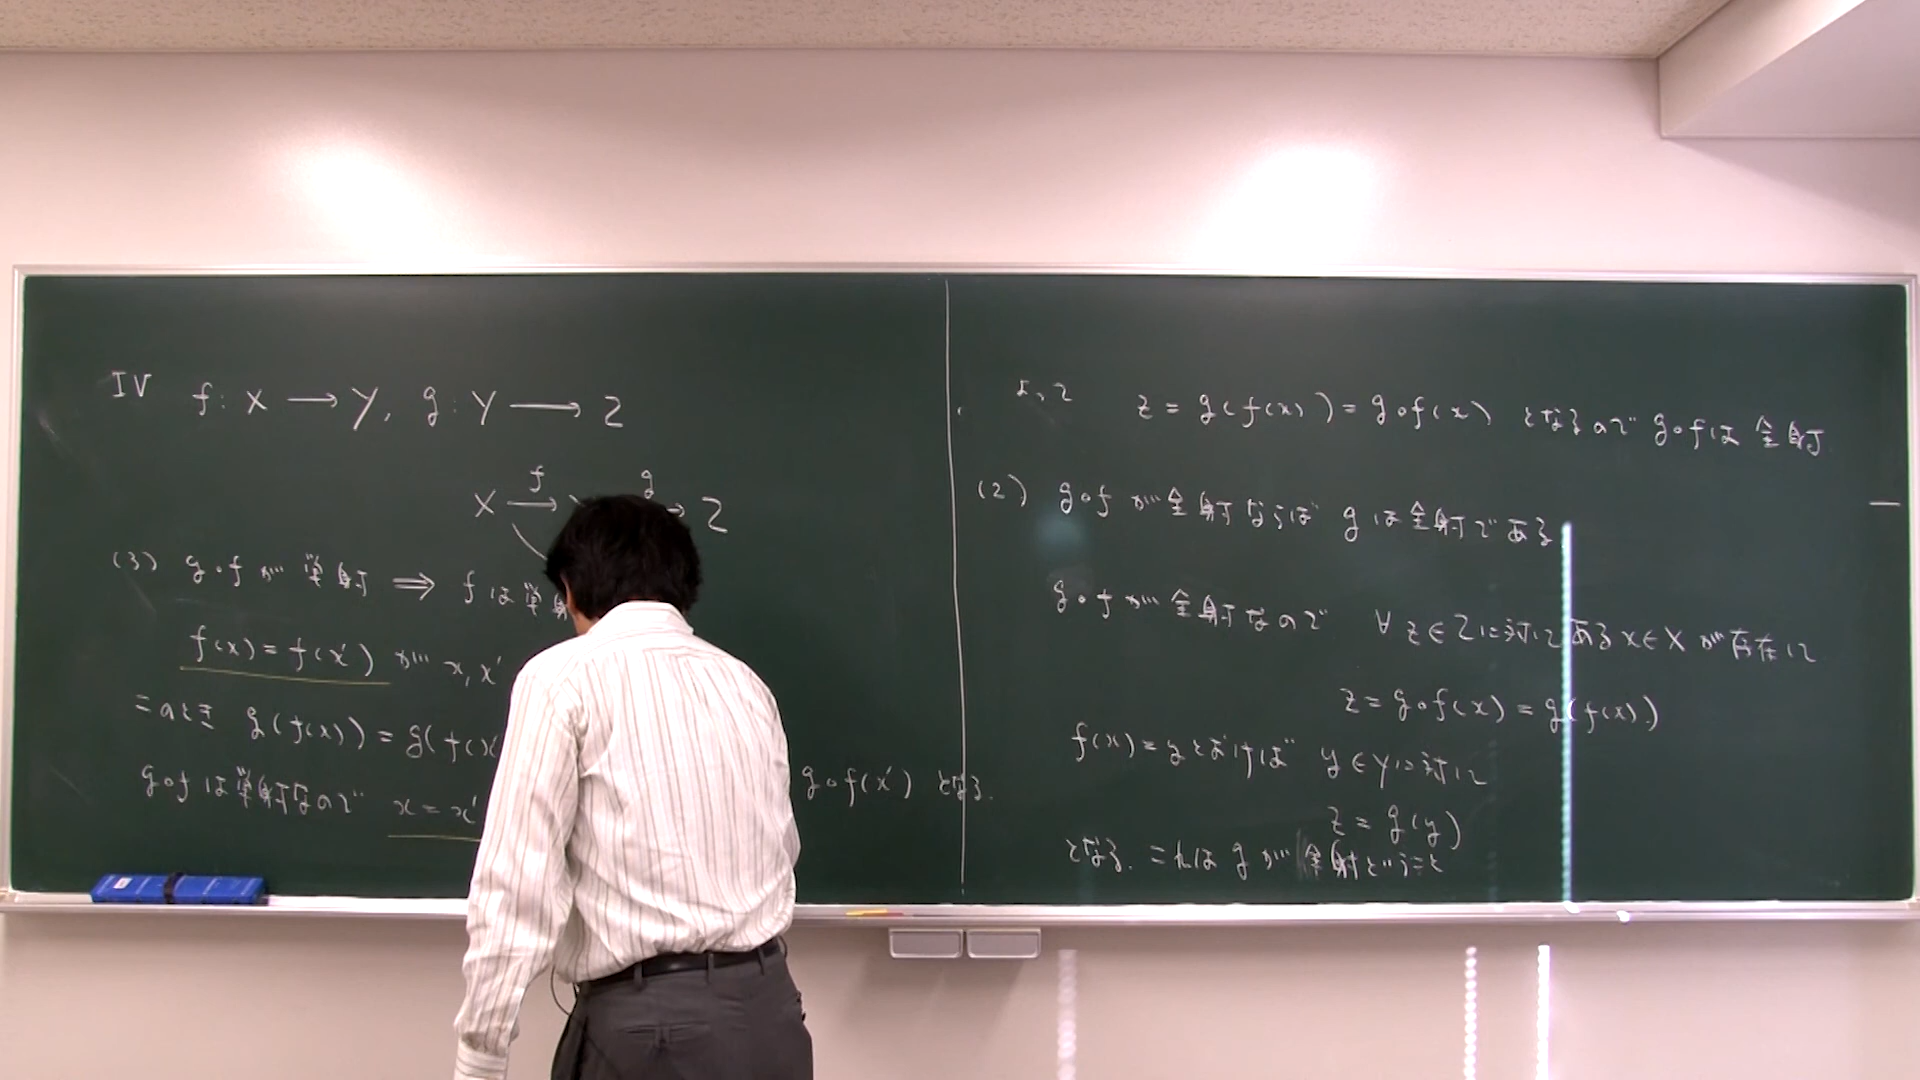 IV f: X → Y, g: Y → Z
f g
X → → Z
(3) g∘f が 単射 ⇒ f は 単射
f(x) = f(x') が x, x'
このとき g(f(x)) = g(f(x'
g∘f(x') となる.
g∘f は単射なので x = x'
よって z = g(f(x)) = g∘f(x) となるので g∘f は 全射
(2) g∘f が 全射 ならば g は全射である
g∘f が 全射なので ∀z∈Zに対して ある x∈X が 存在して
z = g∘f(x) = g(f(x))
f(x) = y とおけば y∈Yに対して
z = g(y)
となる. これは g が 全射ということ